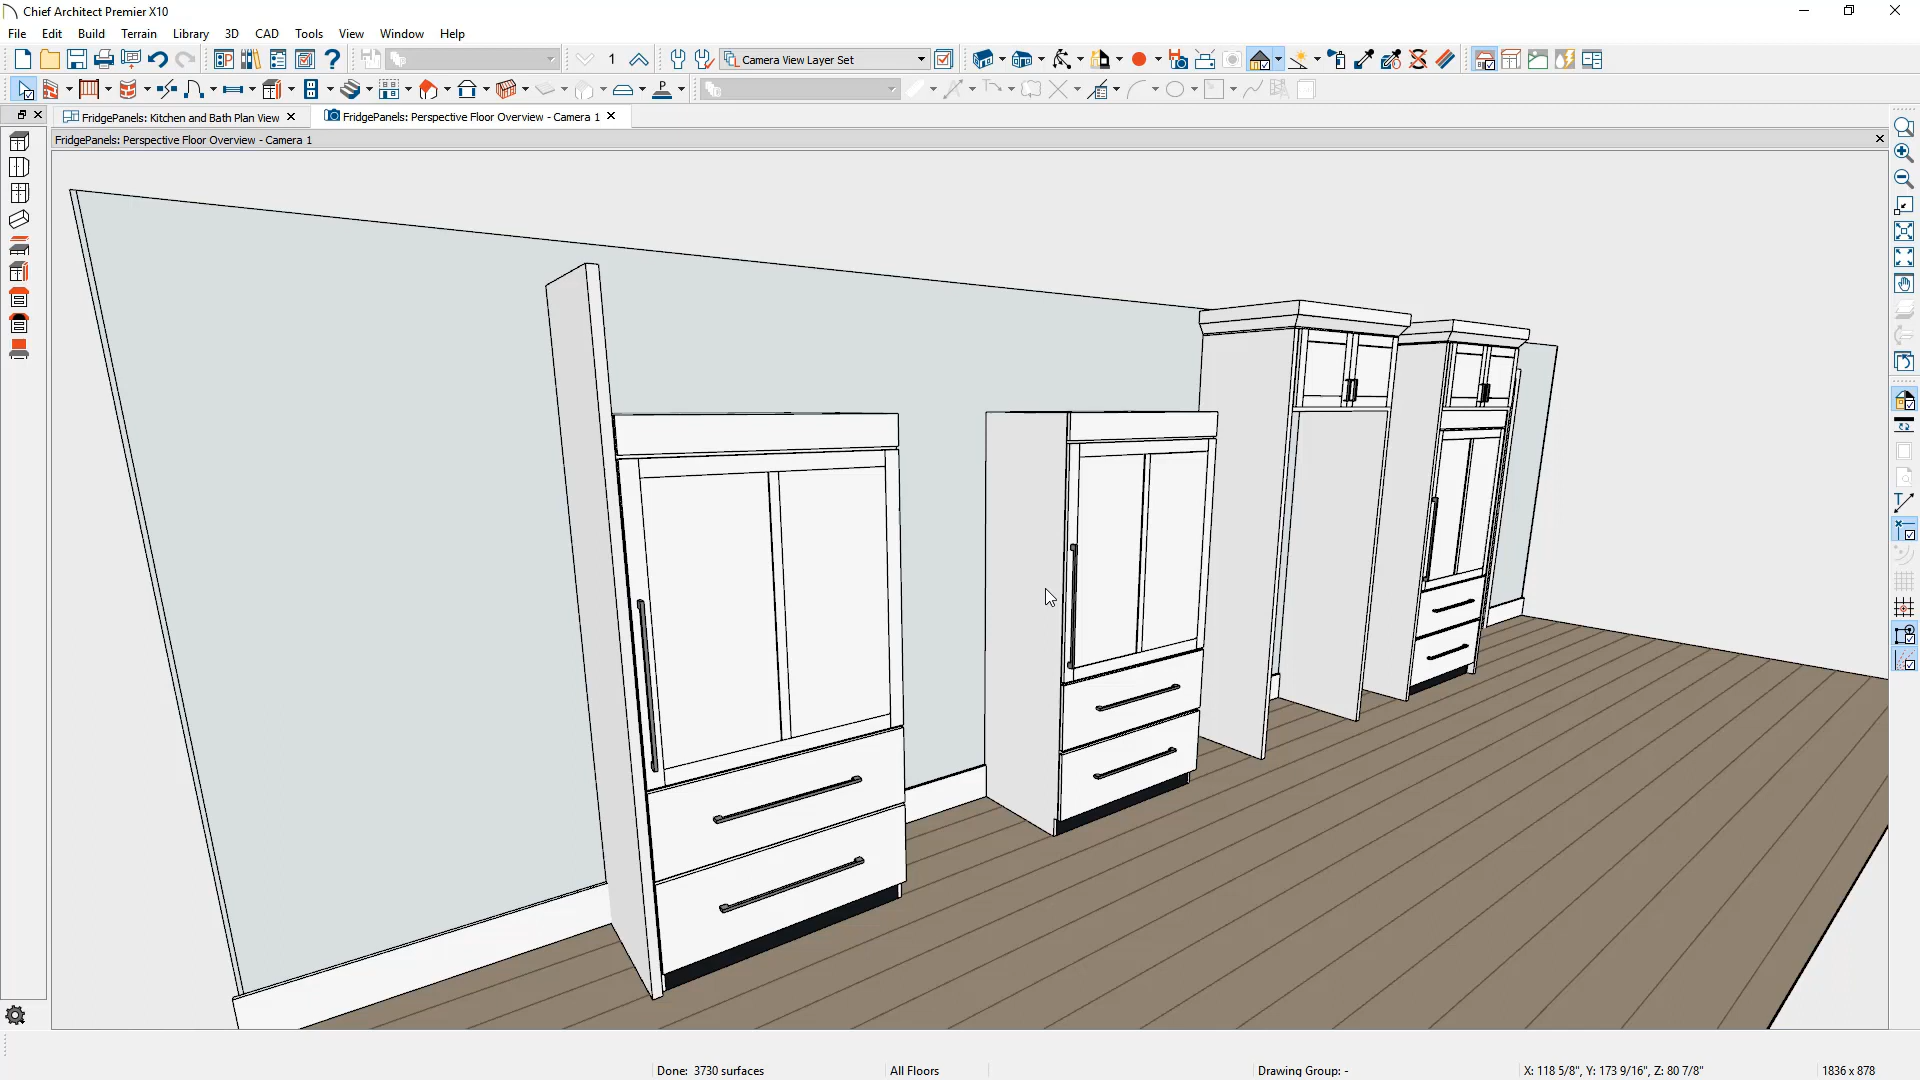 Chief Architect Premier X10
File Edit Build Terrain Library 3D CAD Tools View Window Help
1 Camera View Layer Set
P
FridgePanels: Kitchen and Bath Plan View FridgePanels: Perspective Floor Overview - Camera 1
FridgePanels: Perspective Floor Overview - Camera 1
Done: 3730 surfaces All Floors Drawing Group: - X: 118 5/8", Y: 173 9/16", Z: 80 7/8" 1836 x 878